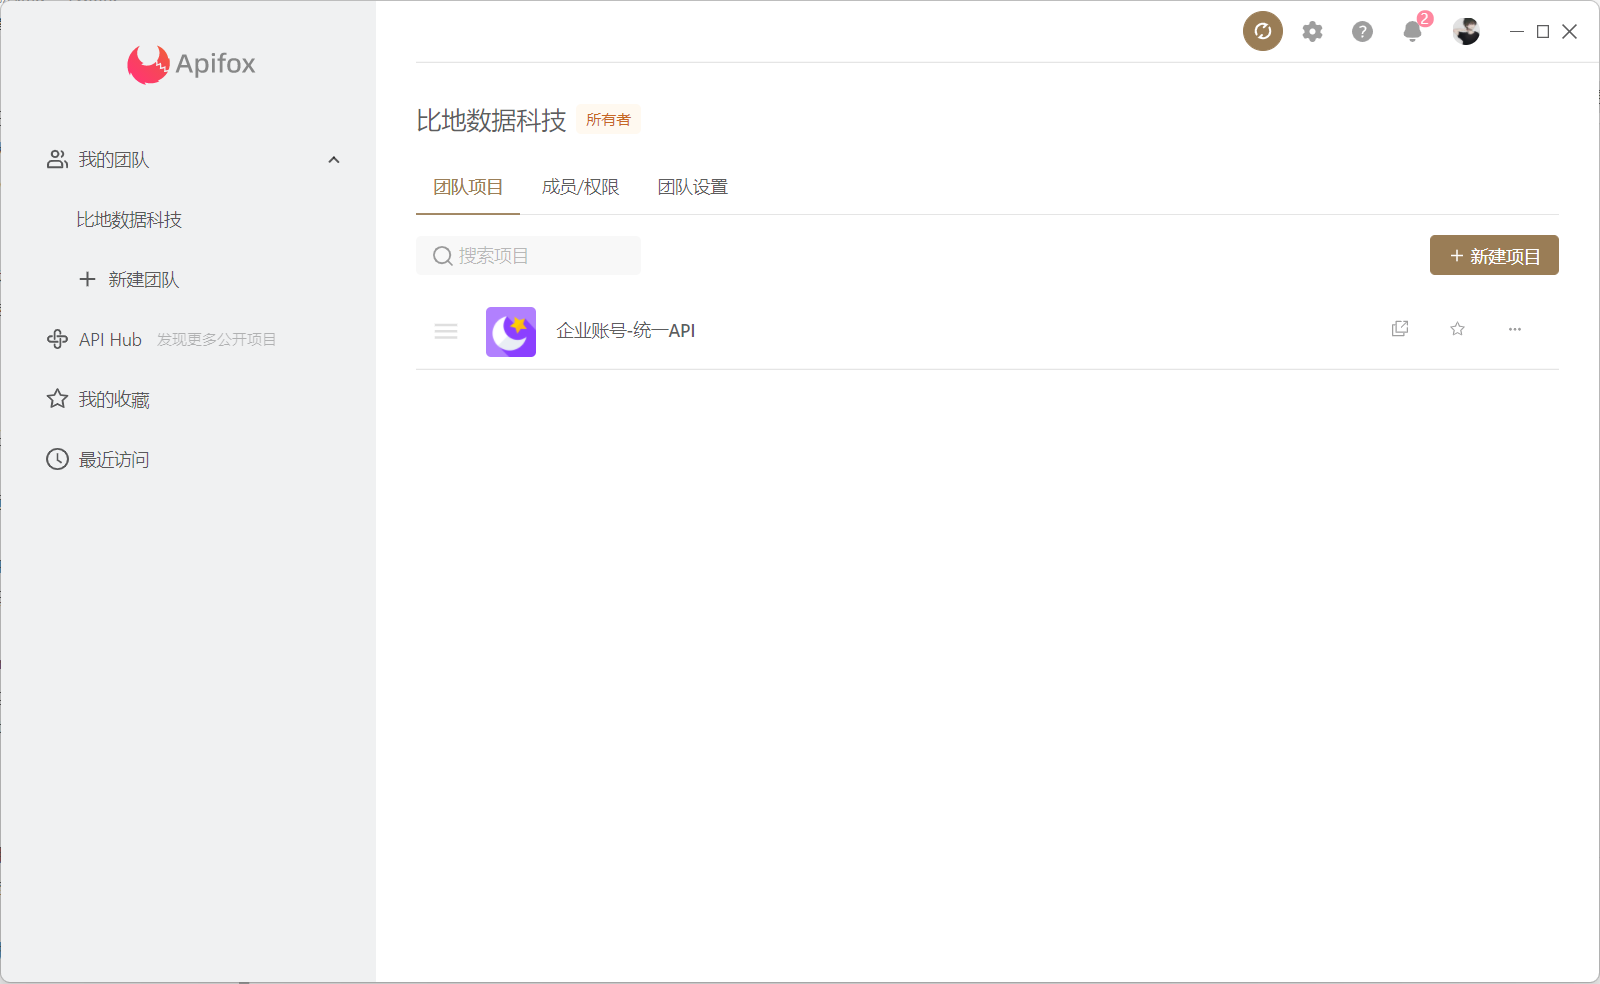 Apifox
我的团队
比地数据科技
新建团队
API Hub 发现更多公开项目
我的收藏
最近访问
2
比地数据科技 所有者
团队项目 成员/权限 团队设置
搜索项目
+ 新建项目
企业账号-统一API